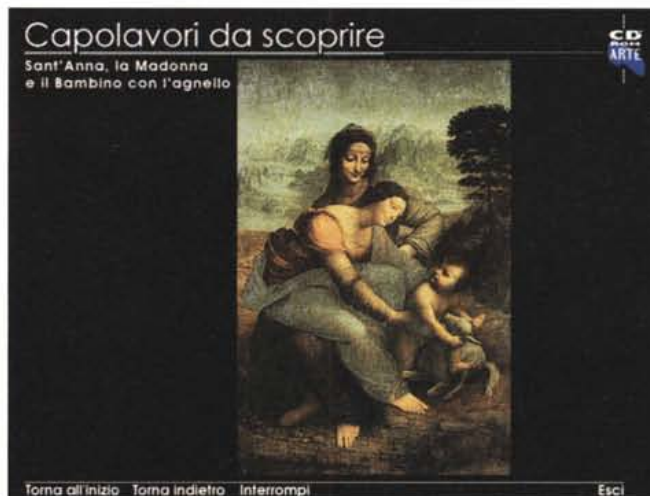 Capolavori da scoprire
Sant'Anna, la Madonna
e il Bambino con l'agnello
CD
ROM
ARTE
Torna all'inizio Torna indietro Interrompi Esci